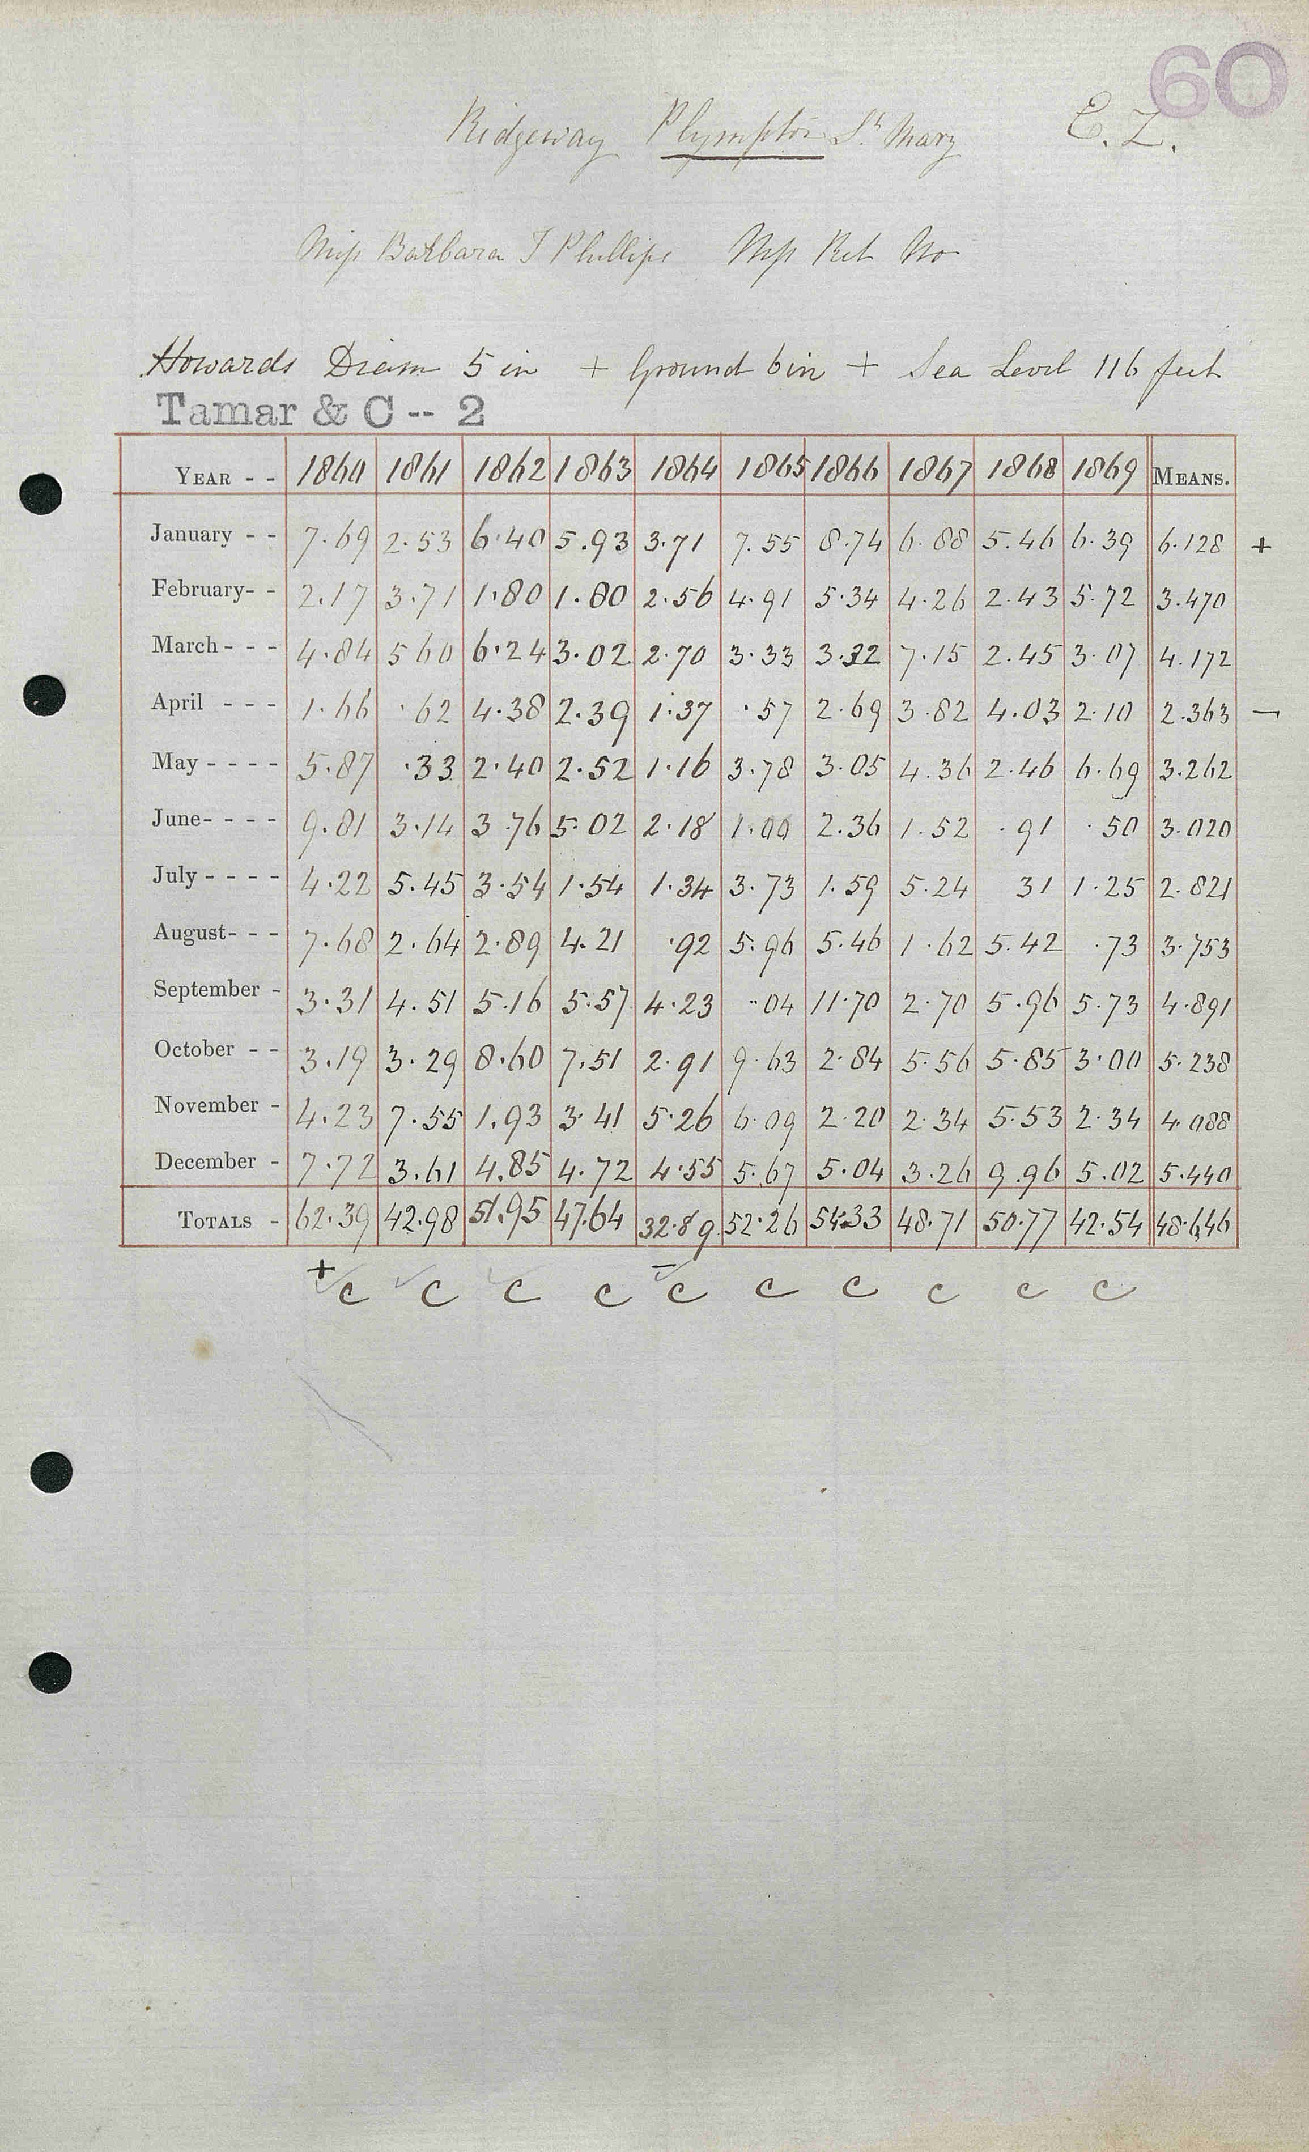 60
Ridgeway Plympton St Mary E. Z.
Miss Barbara J Phillips Mss Ret No
Howards Diam 5 in + Ground 6 in + Sea Level 116 feet
Tamar & C -- 2
YEAR - - 1860 1861 1862 1863 1864 1865 1866 1867 1868 1869 MEANS.
January - - 7.69 2.53 6.40 5.93 3.71 7.55 8.74 6.88 5.46 6.39 6.128 +
February- - 2.17 3.71 1.80 1.80 2.56 4.91 5.34 4.26 2.43 5.72 3.470
March - - - 4.84 5 60 6.24 3.02 2.70 3.33 3.32 7.15 2.45 3.07 4.172
April - - - 1.66 .62 4.38 2.39 1.37 .57 2.69 3.82 4.03 2.10 2.363 —
May - - - - 5.87 .33 2.40 2.52 1.16 3.78 3.05 4.36 2.46 6.69 3.262
June- - - - 9.81 3.14 3.76 5.02 2.18 1.00 2.36 1.52 .91 .50 3.020
July - - - - 4.22 5.45 3.54 1.54 1.34 3.73 1.59 5.24 31 1.25 2.821
August- - - 7.68 2.64 2.89 4.21 .92 5.96 5.46 1.62 5.42 .73 3.753
September - 3.31 4.51 5.16 5.57 4.23 .04 11.70 2.70 5.96 5.73 4.891
October - - 3.19 3.29 8.60 7.51 2.91 9.63 2.84 5.56 5.85 3.00 5.238
November - 4.23 7.55 1.93 3.41 5.26 6.09 2.20 2.34 5.53 2.34 4.088
December - 7.72 3.61 4.85 4.72 4.55 5.67 5.04 3.26 9.96 5.02 5.440
TOTALS - 62.39 42.98 51.95 47.64 32.89 52.26 54.33 48.71 50.77 42.54 48.646
+ c c c c — c c c c c c